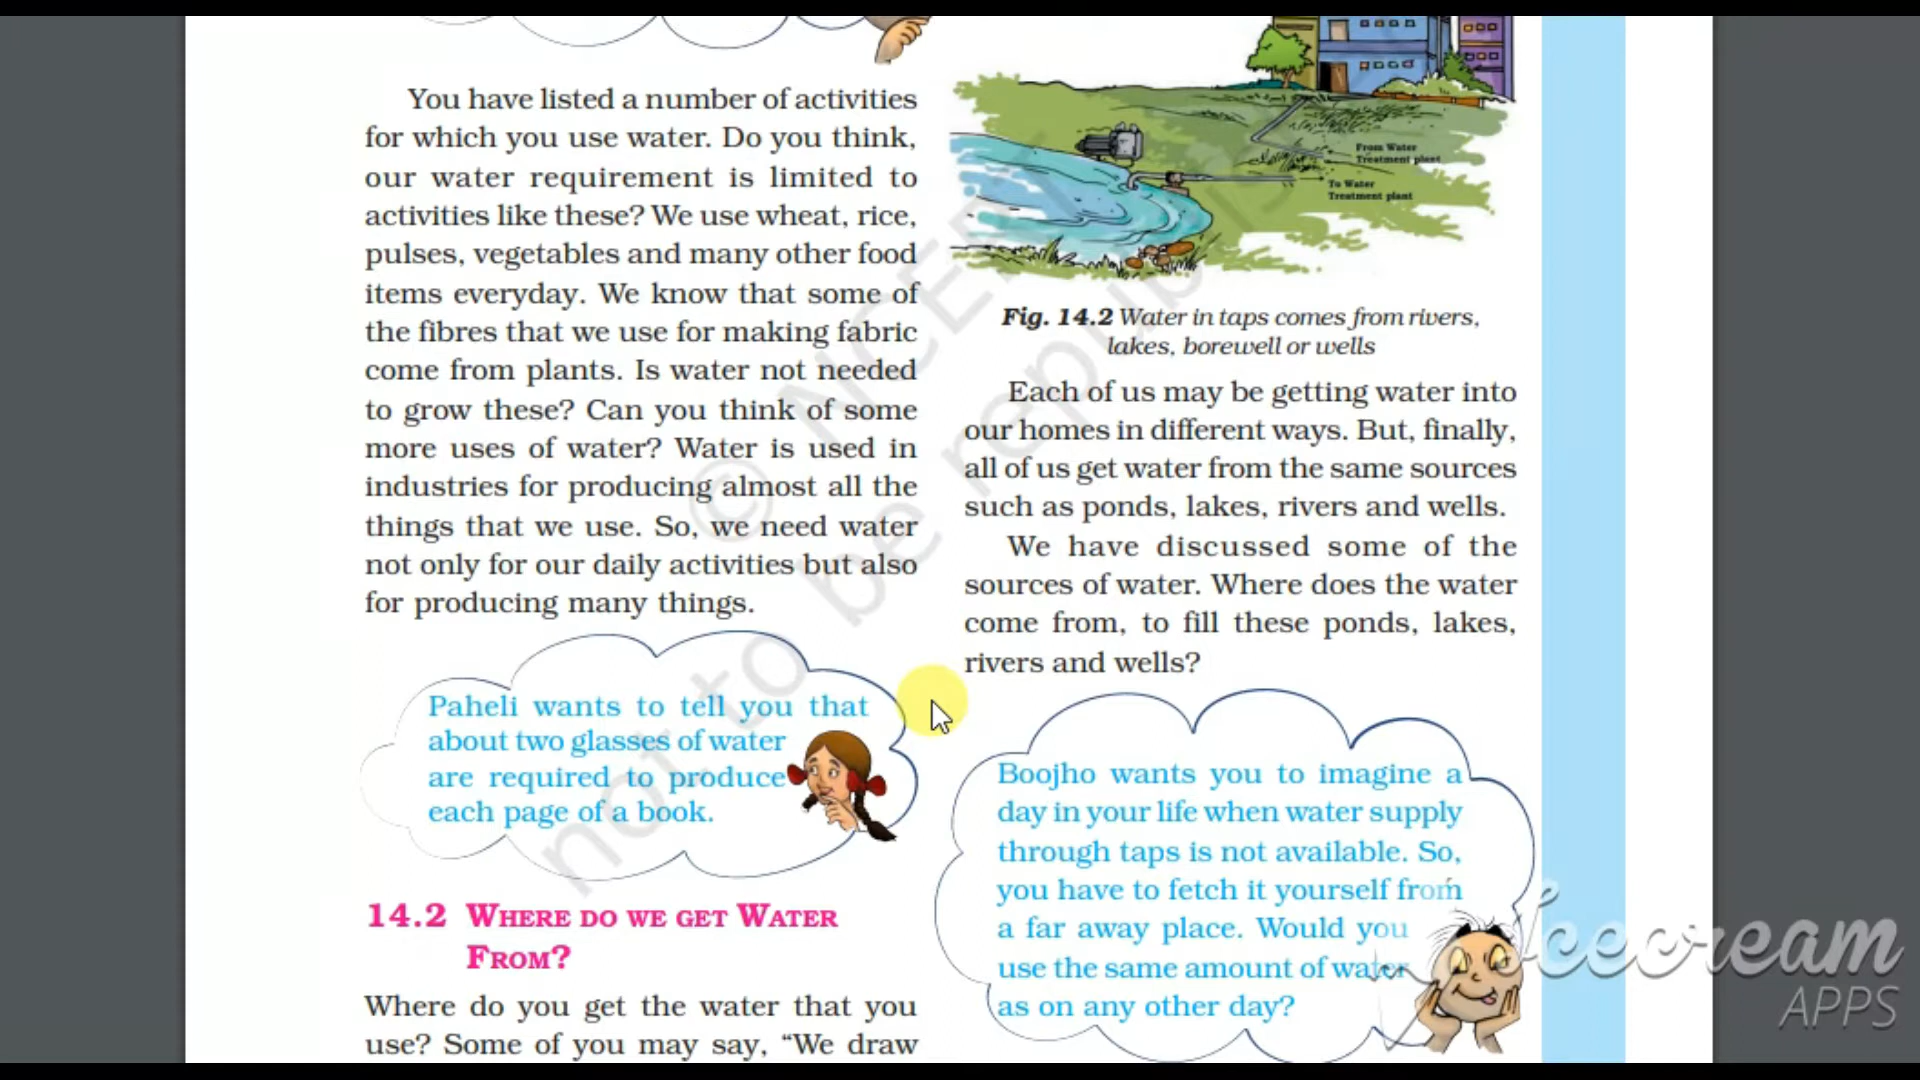 You have listed a number of activities
for which you use water. Do you think,
our water requirement is limited to
activities like these? We use wheat, rice,
pulses, vegetables and many other food
items everyday. We know that some of
the fibres that we use for making fabric
come from plants. Is water not needed
to grow these? Can you think of some
more uses of water? Water is used in
industries for producing almost all the
things that we use. So, we need water
not only for our daily activities but also
for producing many things.
Paheli wants to tell you that
about two glasses of water
are required to produce
each page of a book.
14.2 WHERE DO WE GET WATER
FROM?
Where do you get the water that you
use? Some of you may say, “We draw
From Water
Treatment plant
To Water
Treatment plant
Fig. 14.2 Water in taps comes from rivers,
lakes, borewell or wells
Each of us may be getting water into
our homes in different ways. But, finally,
all of us get water from the same sources
such as ponds, lakes, rivers and wells.
We have discussed some of the
sources of water. Where does the water
come from, to fill these ponds, lakes,
rivers and wells?
Boojho wants you to imagine a
day in your life when water supply
through taps is not available. So,
you have to fetch it yourself from
a far away place. Would you
use the same amount of water
as on any other day?
© NCERT
not to be republis
Icecream
APPS